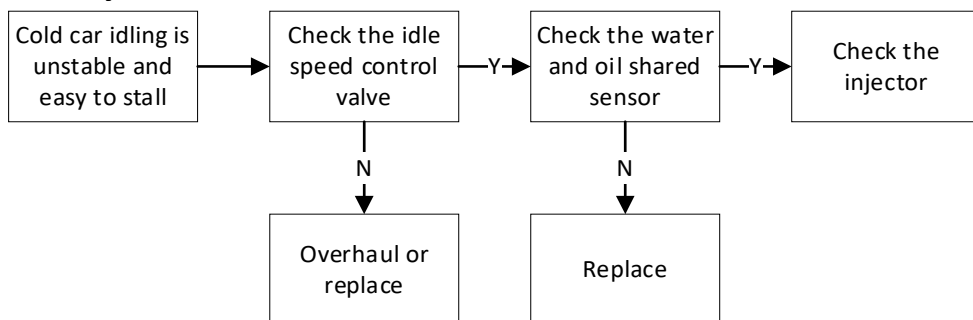 Cold car idling is
unstable and
easy to stall
Check the idle
speed control
valve
Y
Check the water
and oil shared
sensor
Y
Check the
injector
N
N
Overhaul or
replace
Replace